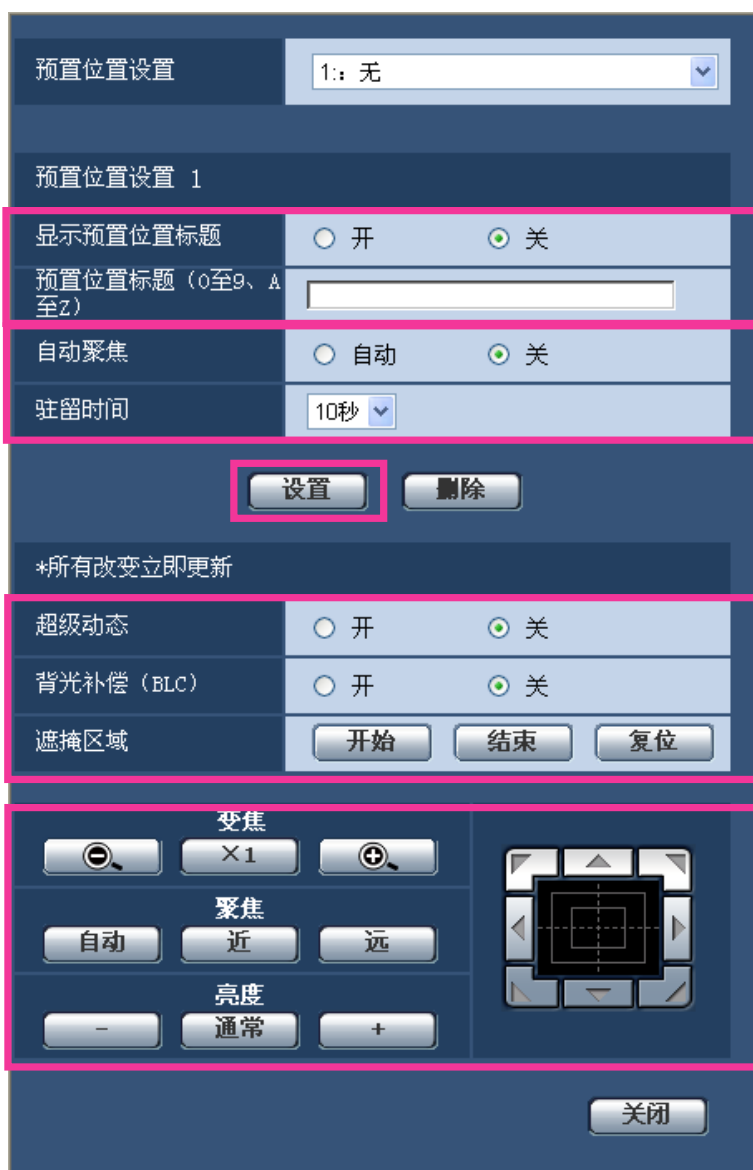 预置位置设置 1:：无
预置位置设置 1
显示预置位置标题 开 关
预置位置标题（0至9、A
至Z）
自动聚焦 自动 关
驻留时间 10秒
设置 删除
*所有改变立即更新
超级动态 开 关
背光补偿（BLC） 开 关
遮掩区域 开始 结束 复位
变焦
×1
聚焦
自动 近 远
亮度
- 通常 +
关闭